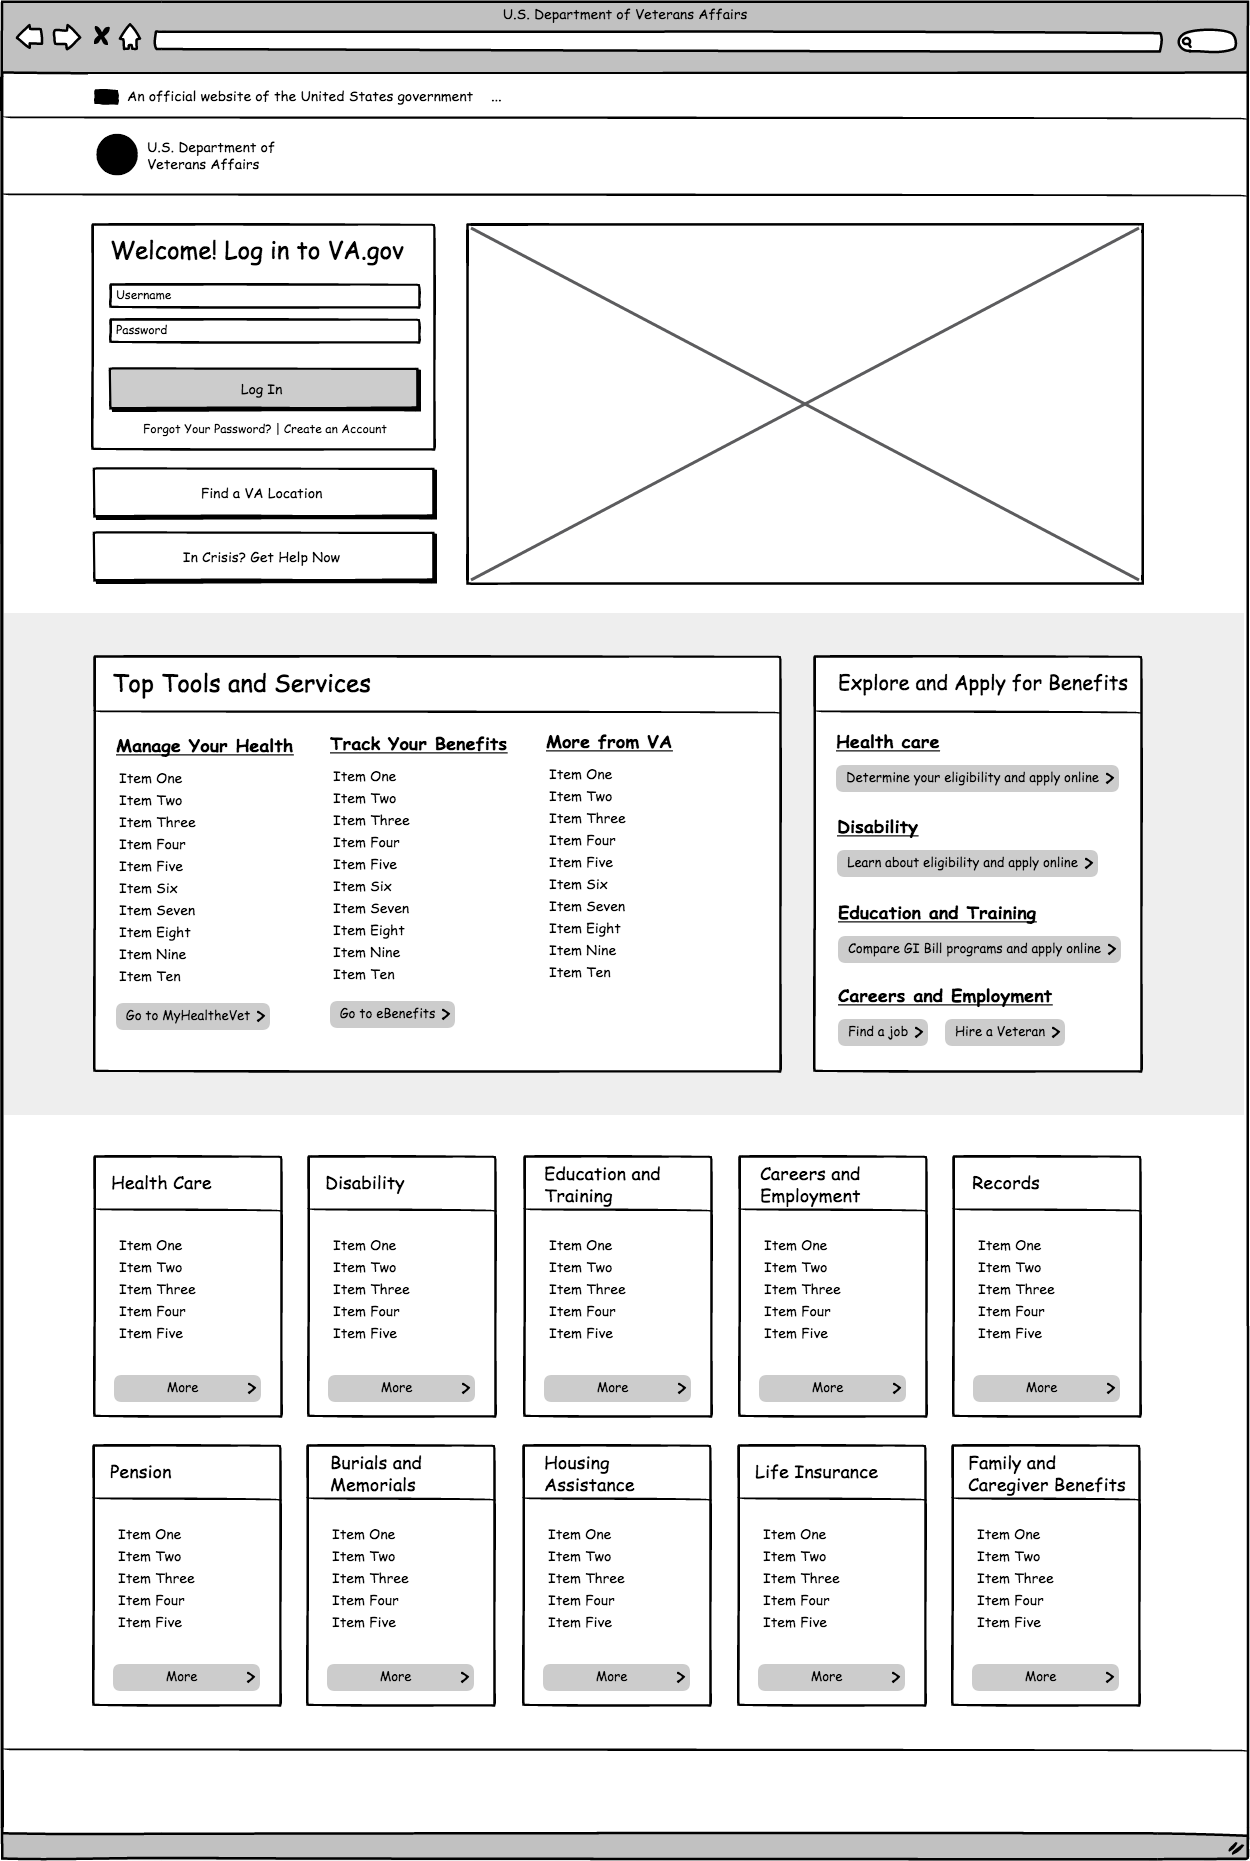 U.S. Department of Veterans Affairs
An official website of the United States government ...
U.S. Department of
Veterans Affairs
Welcome! Log in to VA.gov
Username
Password
Log In
Forgot Your Password? | Create an Account
Find a VA Location
In Crisis? Get Help Now
Top Tools and Services
Manage Your Health
Item One
Item Two
Item Three
Item Four
Item Five
Item Six
Item Seven
Item Eight
Item Nine
Item Ten
Go to MyHealtheVet
Track Your Benefits
Item One
Item Two
Item Three
Item Four
Item Five
Item Six
Item Seven
Item Eight
Item Nine
Item Ten
Go to eBenefits
More from VA
Item One
Item Two
Item Three
Item Four
Item Five
Item Six
Item Seven
Item Eight
Item Nine
Item Ten
Explore and Apply for Benefits
Health care
Determine your eligibility and apply online
Disability
Learn about eligibility and apply online
Education and Training
Compare GI Bill programs and apply online
Careers and Employment
Find a job
Hire a Veteran
Health Care
Item One
Item Two
Item Three
Item Four
Item Five
More
Disability
Item One
Item Two
Item Three
Item Four
Item Five
More
Education and
Training
Item One
Item Two
Item Three
Item Four
Item Five
More
Careers and
Employment
Item One
Item Two
Item Three
Item Four
Item Five
More
Records
Item One
Item Two
Item Three
Item Four
Item Five
More
Pension
Item One
Item Two
Item Three
Item Four
Item Five
More
Burials and
Memorials
Item One
Item Two
Item Three
Item Four
Item Five
More
Housing
Assistance
Item One
Item Two
Item Three
Item Four
Item Five
More
Life Insurance
Item One
Item Two
Item Three
Item Four
Item Five
More
Family and
Caregiver Benefits
Item One
Item Two
Item Three
Item Four
Item Five
More